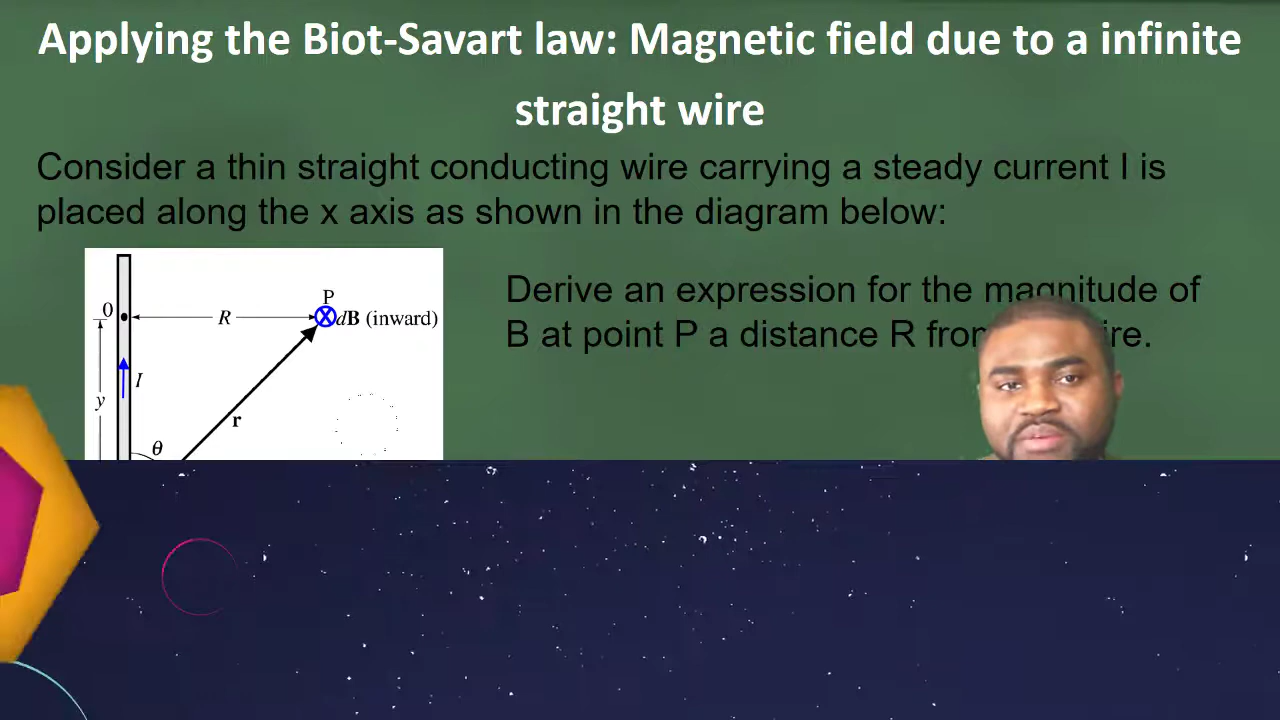 Applying the Biot-Savart law: Magnetic field due to a infinite
straight wire
Consider a thin straight conducting wire carrying a steady current I is
placed along the x axis as shown in the diagram below:
Derive an expression for the magnitude of
B at point P a distance R from
P
0
R
dB (inward)
I
y
r
θ